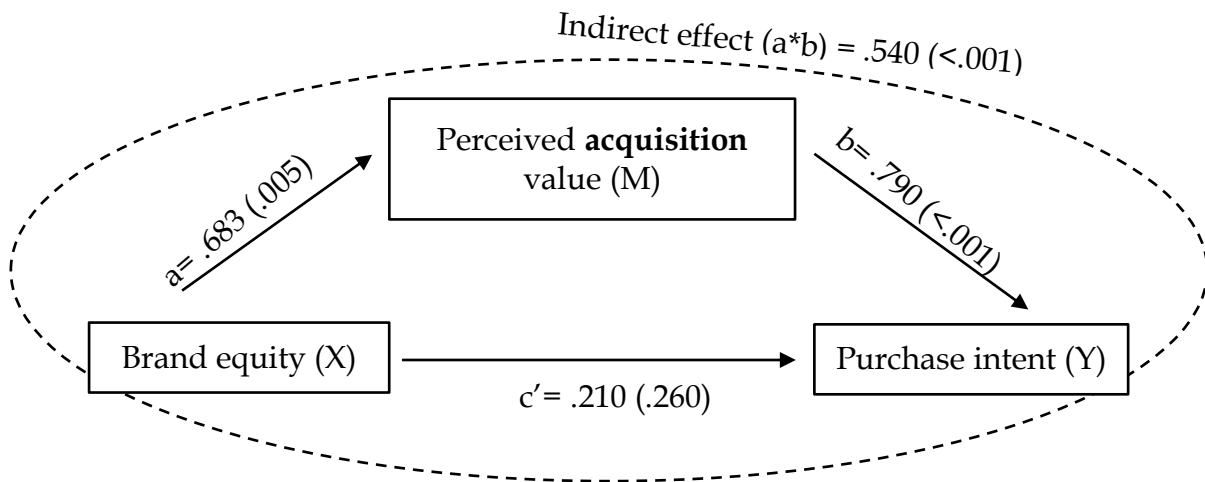 Indirect effect (a*b) = .540 (<.001)
Perceived acquisition
value (M)
a= .683 (.005)
b= .790 (<.001)
Brand equity (X)
Purchase intent (Y)
c’= .210 (.260)